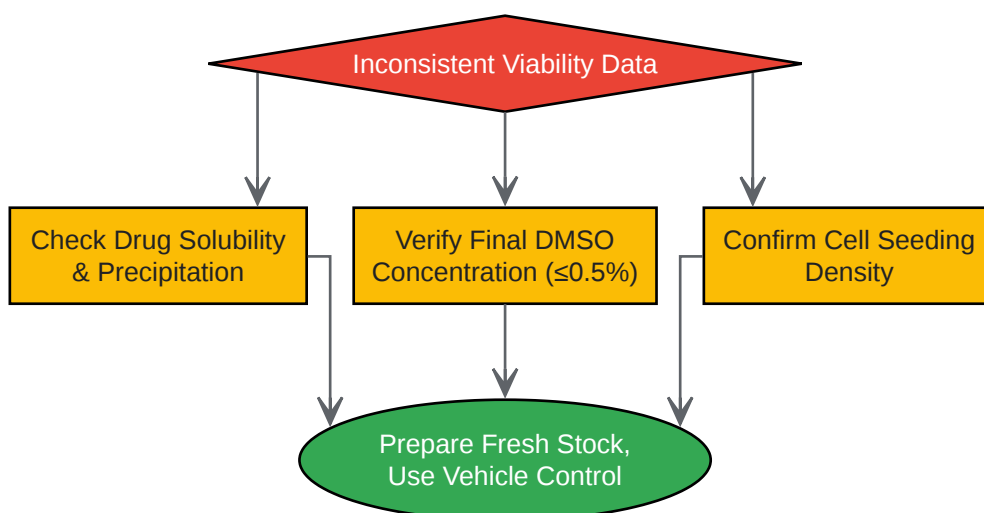 Inconsistent Viability Data
Check Drug Solubility
& Precipitation
Verify Final DMSO
Concentration (≤0.5%)
Confirm Cell Seeding
Density
Prepare Fresh Stock,
Use Vehicle Control